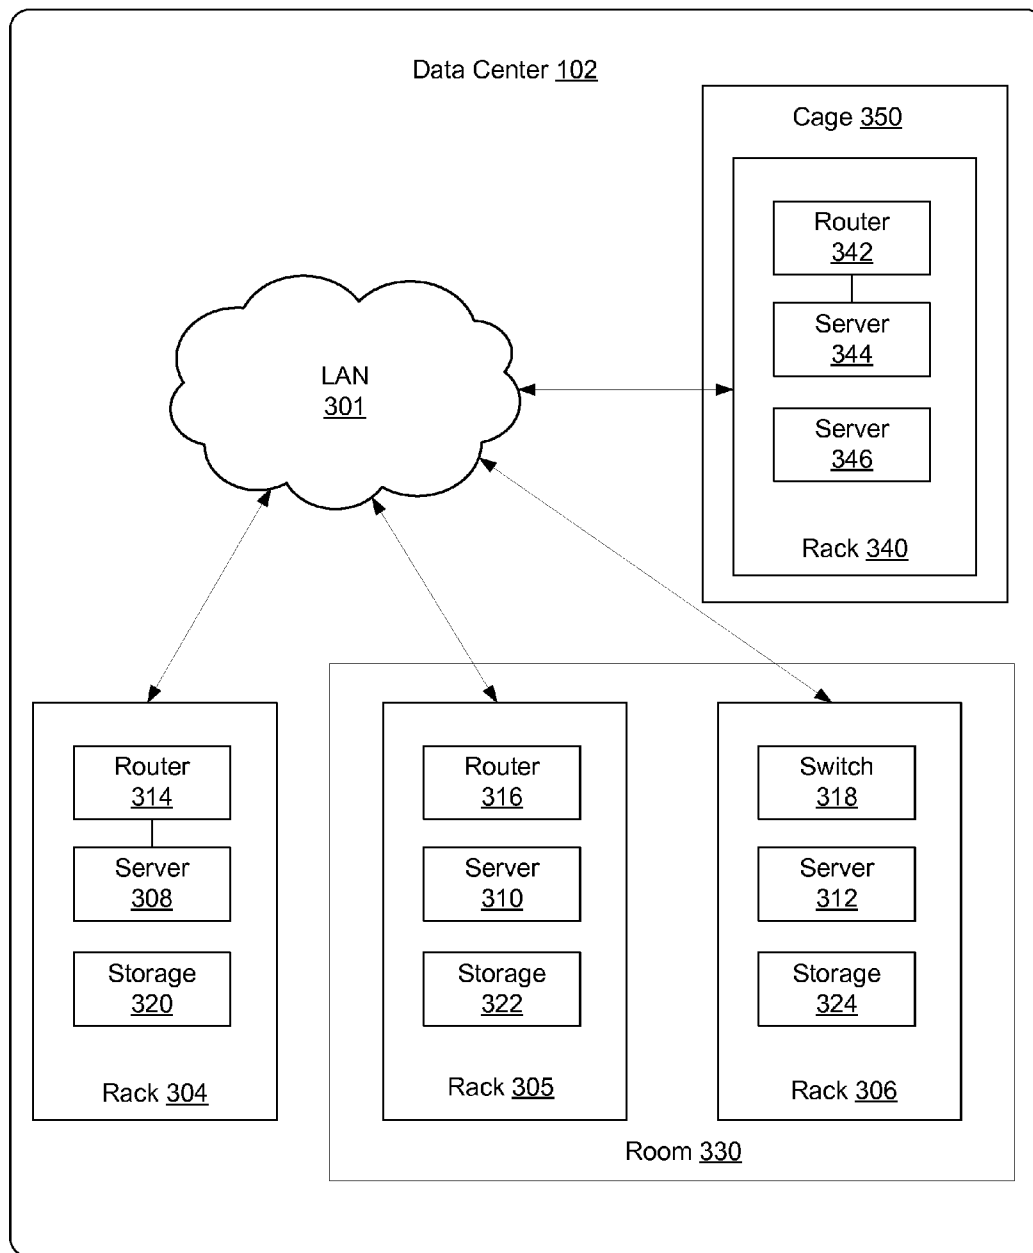 Data Center 102
Cage 350
Router
342
Server
344
LAN
301
Server
346
Rack 340
Router
314
Server
308
Storage
320
Rack 304
Router
316
Server
310
Storage
322
Rack 305
Switch
318
Server
312
Storage
324
Rack 306
Room 330